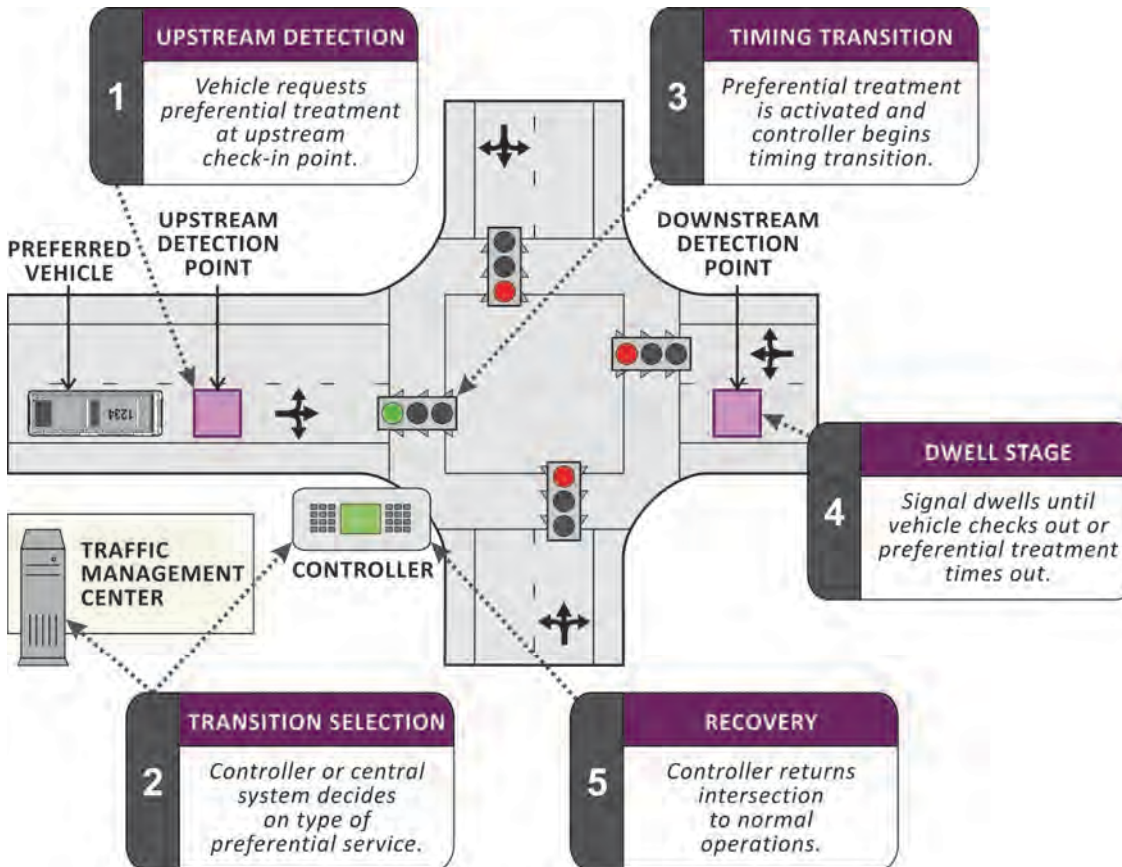 1
UPSTREAM DETECTION
Vehicle requests
preferential treatment
at upstream
check-in point.
3
TIMING TRANSITION
Preferential treatment
is activated and
controller begins
timing transition.
PREFERRED
VEHICLE
UPSTREAM
DETECTION
POINT
DOWNSTREAM
DETECTION
POINT
1234
4
DWELL STAGE
Signal dwells until
vehicle checks out or
preferential treatment
times out.
TRAFFIC
MANAGEMENT
CENTER
CONTROLLER
2
TRANSITION SELECTION
Controller or central
system decides
on type of
preferential service.
5
RECOVERY
Controller returns
intersection
to normal
operations.